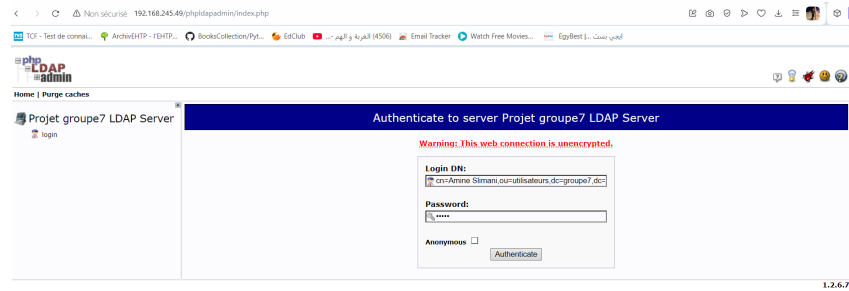 Non sécurisé 192.168.245.49/phpldapadmin/index.php
TCF - Test de connai... ArchivEHTP - l'EHTP... BooksCollection/Pyt... EdClub (4506) الغربة و الهم -... Email Tracker Watch Free Movies... EgyBest | ...ايجي بست
php
LDAP
admin
Home | Purge caches
Projet groupe7 LDAP Server
login
Authenticate to server Projet groupe7 LDAP Server
Warning: This web connection is unencrypted.
Login DN:
cn=Amine Slimani,ou=utilisateurs,dc=groupe7,dc=
Password:
•••••
Anonymous
Authenticate
1.2.6.7